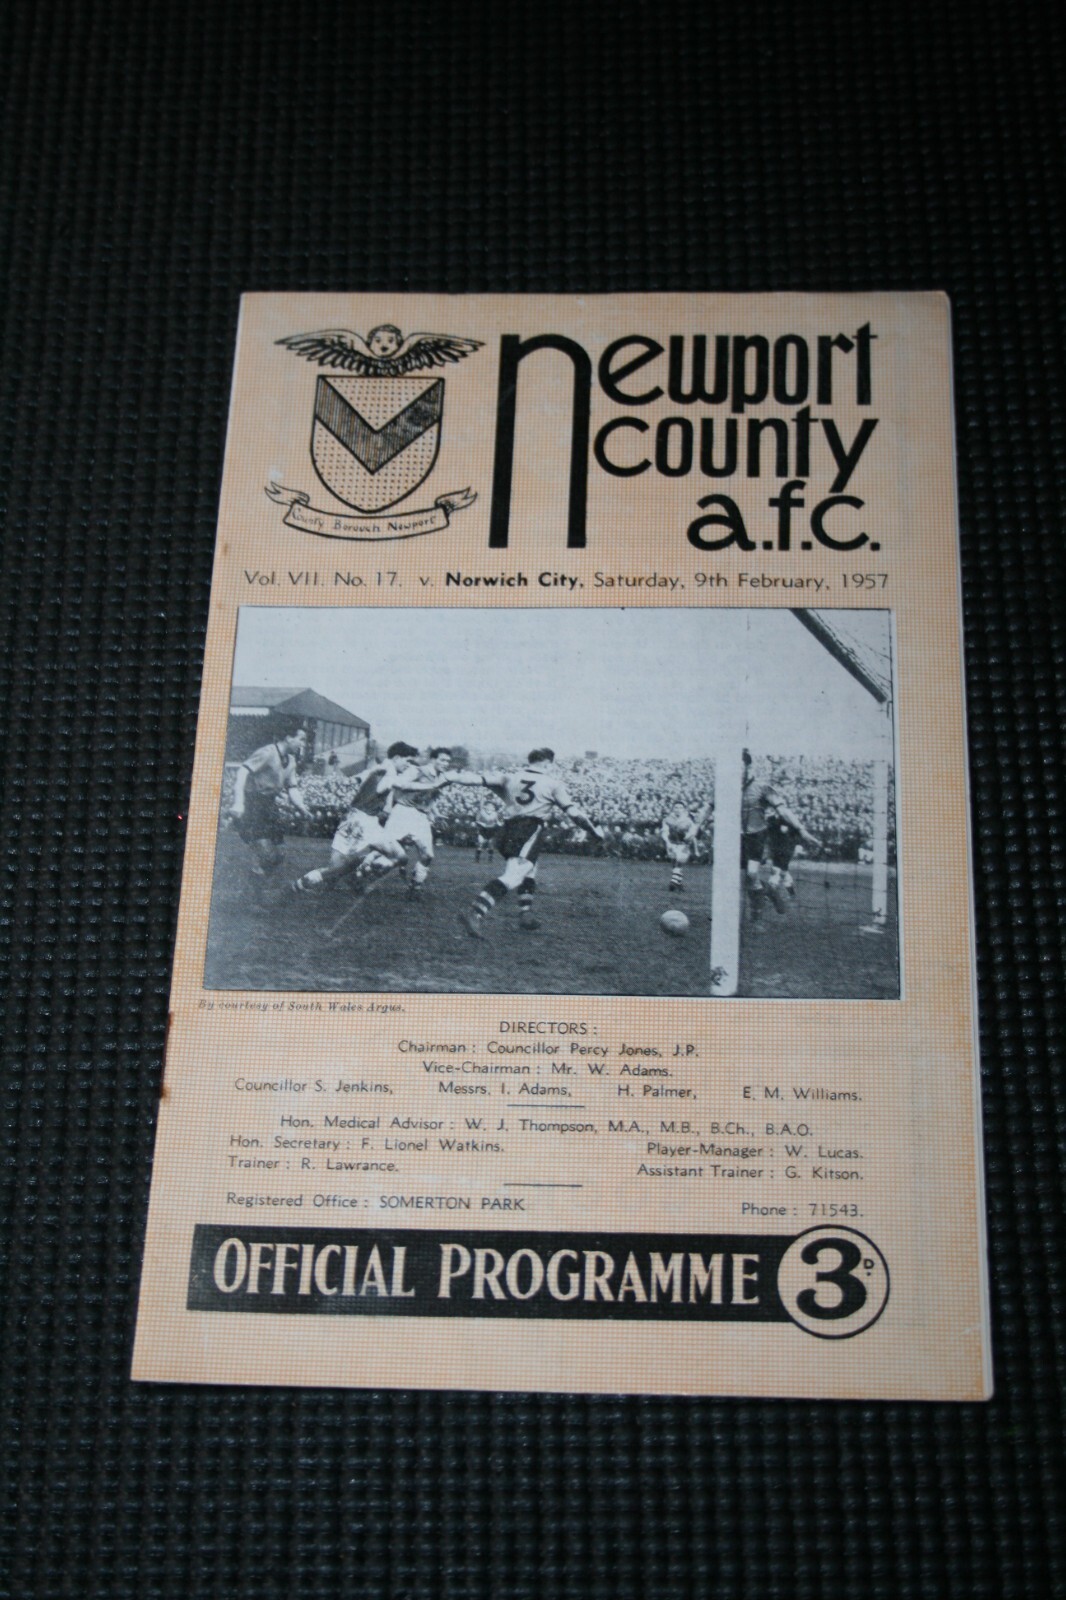 County Borough Newport
Newport
county
a.f.c.
Vol. VII. No. 17. v. Norwich City, Saturday, 9th February, 1957
3
By courtesy of South Wales Argus.
DIRECTORS :
Chairman : Councillor Percy Jones, J.P.
Vice-Chairman : Mr. W. Adams.
Councillor S. Jenkins, Messrs. I. Adams, H. Palmer, E. M. Williams.
Hon. Medical Advisor : W. J. Thompson, M.A., M.B., B.Ch., B.A.O.
Hon. Secretary : F. Lionel Watkins. Player-Manager : W. Lucas.
Trainer : R. Lawrance. Assistant Trainer : G. Kitson.
Registered Office : SOMERTON PARK Phone : 71543.
OFFICIAL PROGRAMME 3D.